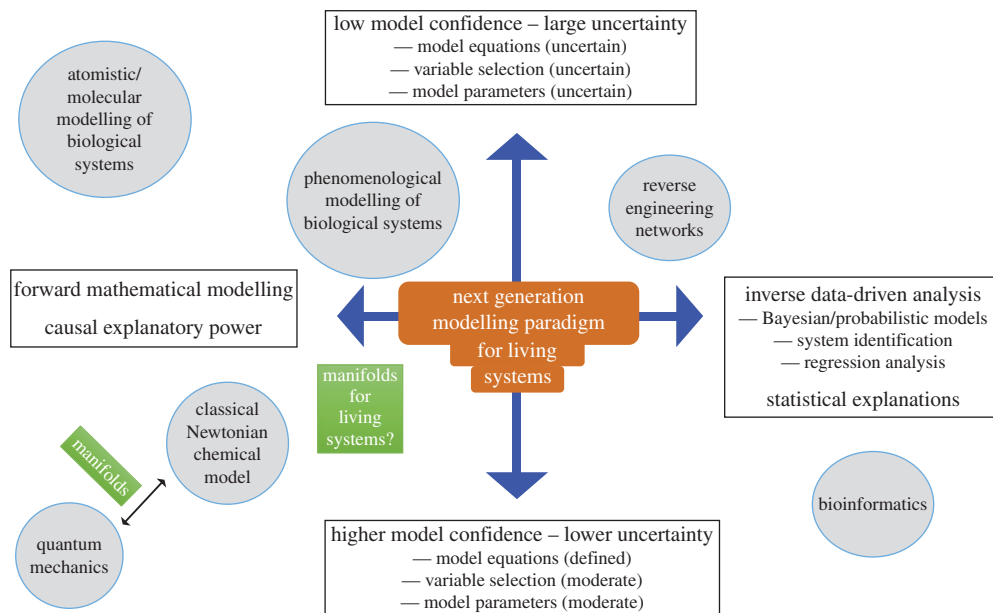 low model confidence – large uncertainty
— model equations (uncertain)
— variable selection (uncertain)
— model parameters (uncertain)
atomistic/
molecular
modelling of
biological
systems
phenomenological
modelling of
biological systems
reverse
engineering
networks
forward mathematical modelling
causal explanatory power
next generation
modelling paradigm
for living
systems
inverse data-driven analysis
— Bayesian/probabilistic models
— system identification
— regression analysis
statistical explanations
manifolds
for
living
systems?
classical
Newtonian
chemical
model
manifolds
quantum
mechanics
bioinformatics
higher model confidence – lower uncertainty
— model equations (defined)
— variable selection (moderate)
— model parameters (moderate)